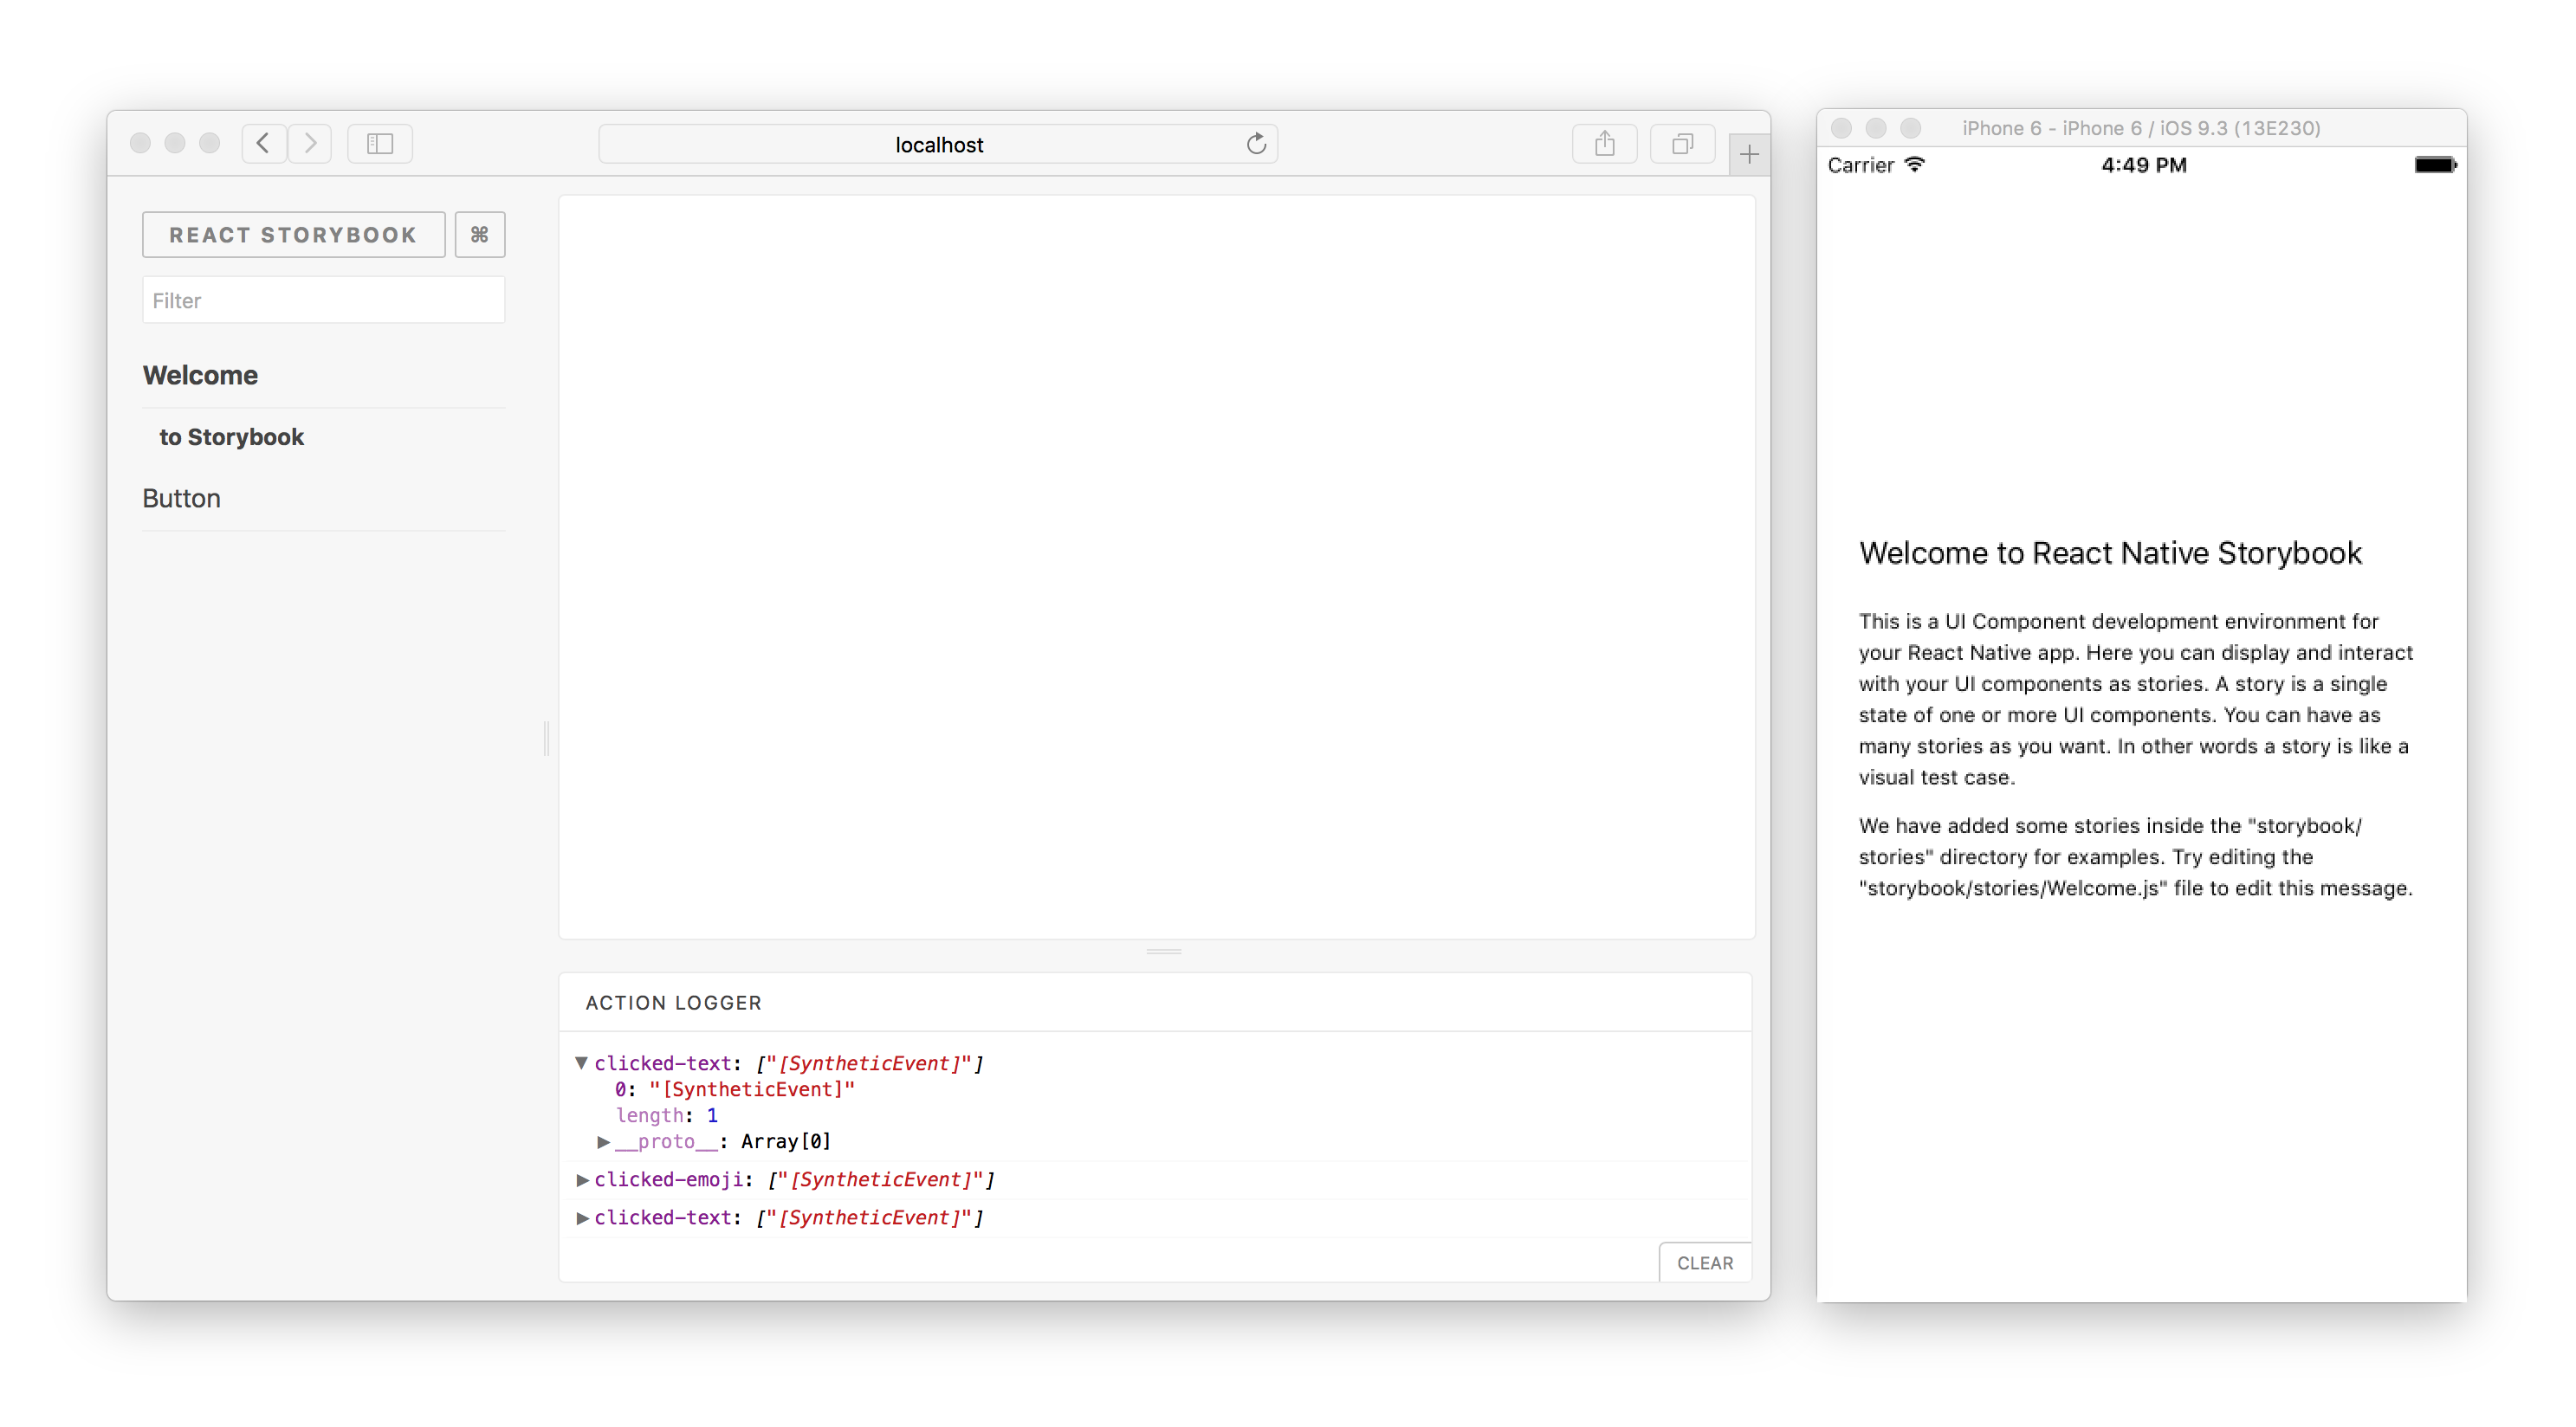 localhost
REACT STORYBOOK ⌘
Filter
Welcome
to Storybook
Button
ACTION LOGGER
▼ clicked-text: ["[SyntheticEvent]"]
0: "[SyntheticEvent]"
length: 1
▶ __proto__: Array[0]
▶ clicked-emoji: ["[SyntheticEvent]"]
▶ clicked-text: ["[SyntheticEvent]"]
CLEAR
iPhone 6 - iPhone 6 / iOS 9.3 (13E230)
Carrier 4:49 PM
Welcome to React Native Storybook
This is a UI Component development environment for
your React Native app. Here you can display and interact
with your UI components as stories. A story is a single
state of one or more UI components. You can have as
many stories as you want. In other words a story is like a
visual test case.
We have added some stories inside the "storybook/
stories" directory for examples. Try editing the
"storybook/stories/Welcome.js" file to edit this message.